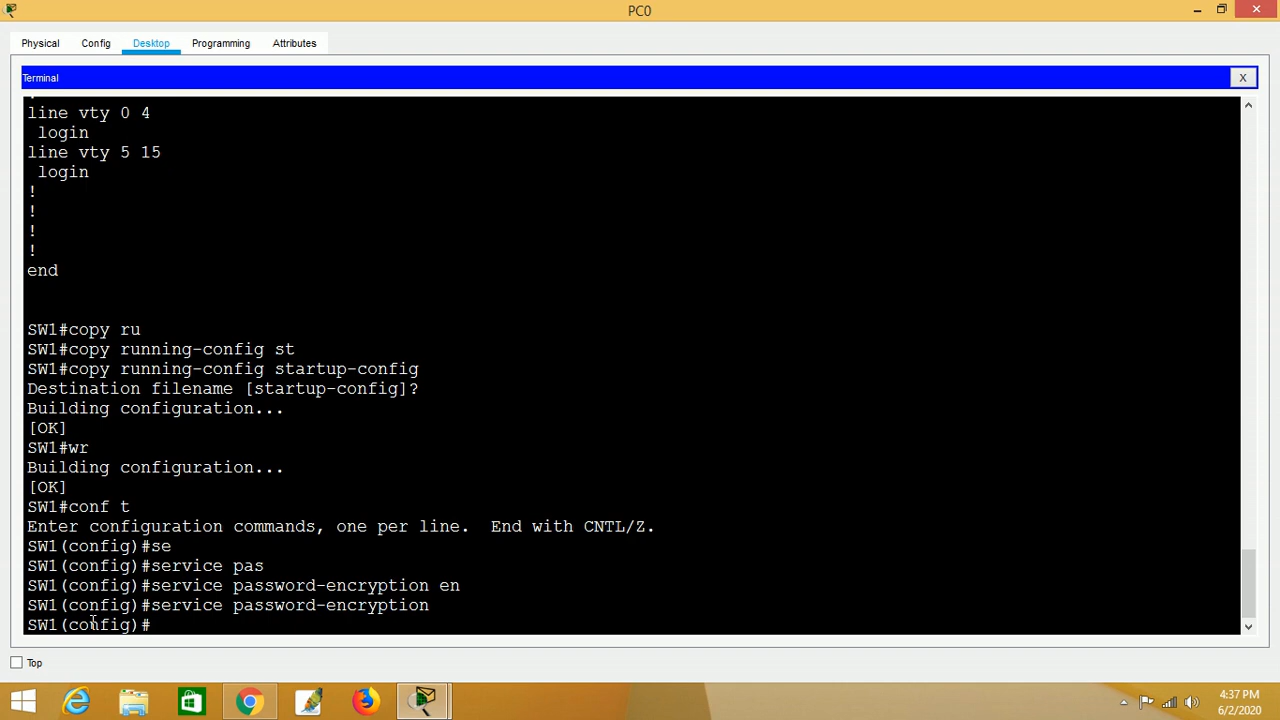 PC0
Physical Config Desktop Programming Attributes
Terminal X
!
line vty 0 4
login
line vty 5 15
login
!
!
!
!
end
SW1#copy ru
SW1#copy running-config st
SW1#copy running-config startup-config
Destination filename [startup-config]?
Building configuration...
[OK]
SW1#wr
Building configuration...
[OK]
SW1#conf t
Enter configuration commands, one per line. End with CNTL/Z.
SW1(config)#se
SW1(config)#service pas
SW1(config)#service password-encryption en
SW1(config)#service password-encryption
SW1(config)#
Top
4:37 PM
6/2/2020